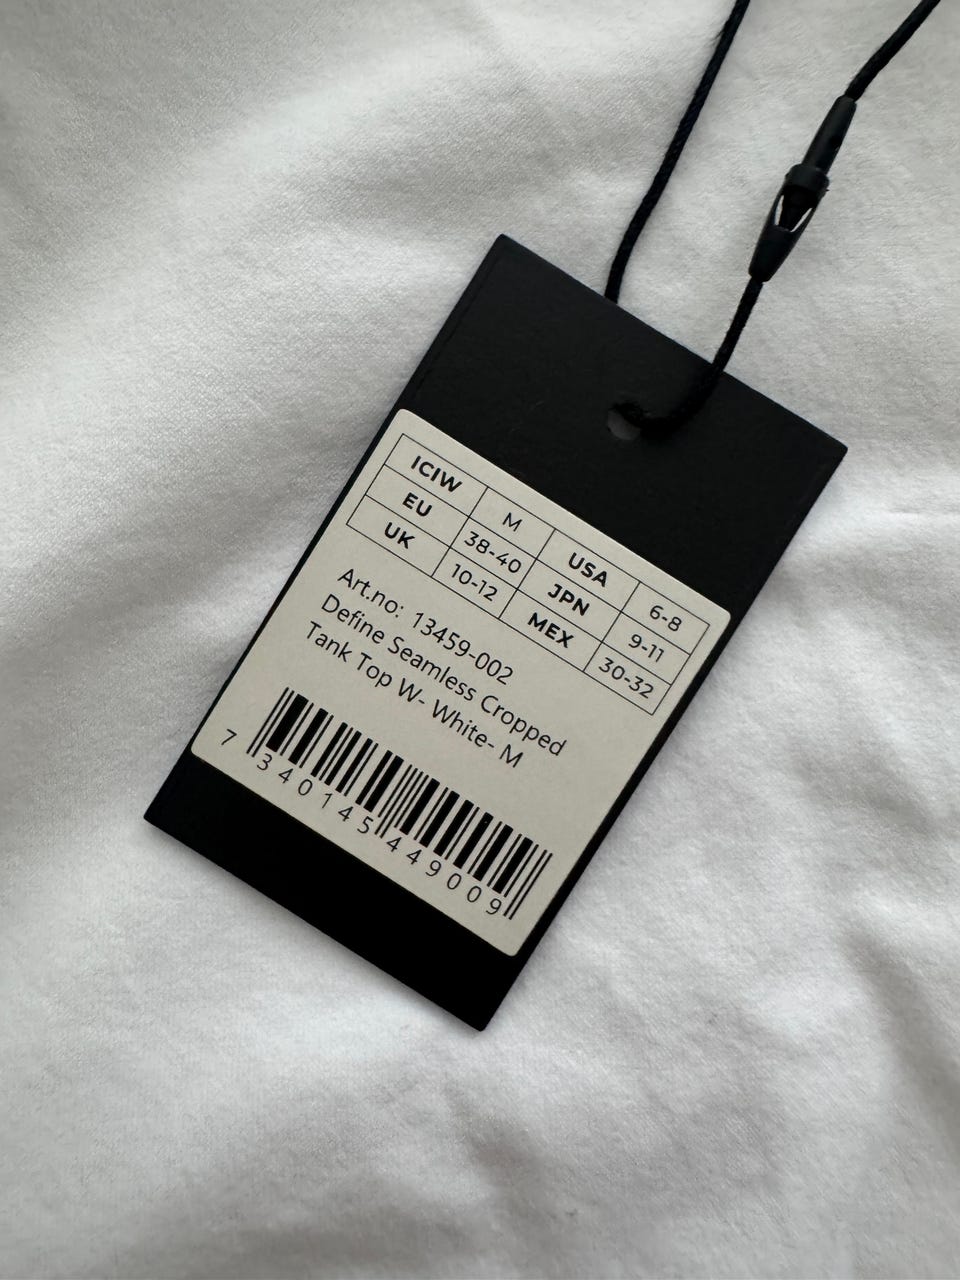 ICIW M USA 6-8
EU 38-40 JPN 9-11
UK 10-12 MEX 30-32
Art.no: 13459-002
Define Seamless Cropped
Tank Top W- White- M
7 340145 449009